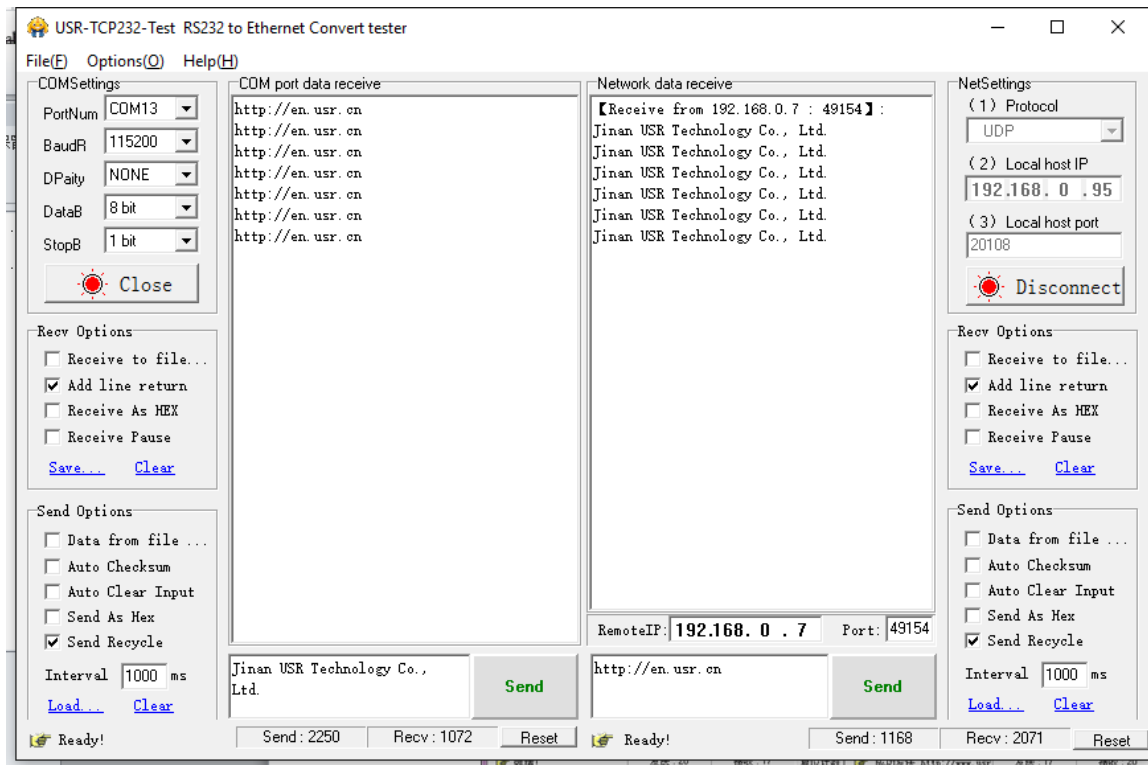 USR-TCP232-Test RS232 to Ethernet Convert tester
File(F) Options(O) Help(H)
COMSettings
PortNum COM13
BaudR 115200
DPaity NONE
DataB 8 bit
StopB 1 bit
Close
Recv Options
Receive to file...
Add line return
Receive As HEX
Receive Pause
Save... Clear
Send Options
Data from file ...
Auto Checksum
Auto Clear Input
Send As Hex
Send Recycle
Interval 1000 ms
Load... Clear
Ready!
COM port data receive
http://en.usr.cn
http://en.usr.cn
http://en.usr.cn
http://en.usr.cn
http://en.usr.cn
http://en.usr.cn
http://en.usr.cn
Jinan USR Technology Co.,
Ltd.
Send
Send : 2250 Recv : 1072 Reset
Network data receive
【Receive from 192.168.0.7 : 49154】:
Jinan USR Technology Co., Ltd.
Jinan USR Technology Co., Ltd.
Jinan USR Technology Co., Ltd.
Jinan USR Technology Co., Ltd.
Jinan USR Technology Co., Ltd.
Jinan USR Technology Co., Ltd.
RemoteIP: 192.168. 0 . 7 Port: 49154
http://en.usr.cn
Send
Ready!
Send : 1168 Recv : 2071 Reset
NetSettings
(1) Protocol
UDP
(2) Local host IP
192.168. 0 .95
(3) Local host port
20108
Disconnect
Recv Options
Receive to file...
Add line return
Receive As HEX
Receive Pause
Save... Clear
Send Options
Data from file ...
Auto Checksum
Auto Clear Input
Send As Hex
Send Recycle
Interval 1000 ms
Load... Clear